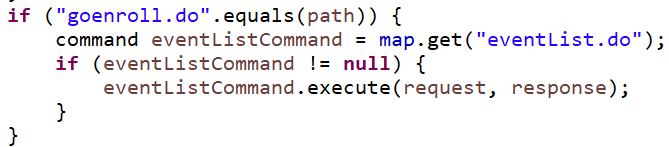 if ("goenroll.do".equals(path)) {
    command eventListCommand = map.get("eventList.do");
    if (eventListCommand != null) {
        eventListCommand.execute(request, response);
    }
}